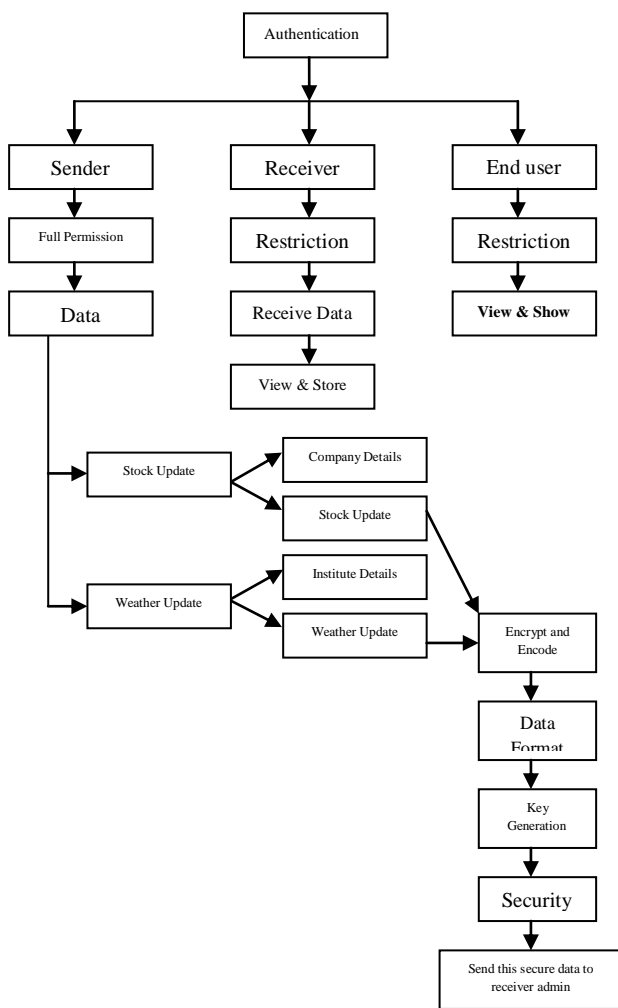 Authentication
Sender
Receiver
End user
Full Permission
Restriction
Restriction
Data
Receive Data
View & Show
View & Store
Stock Update
Company Details
Stock Update
Weather Update
Institute Details
Weather Update
Encrypt and
Encode
Data
Format
Key
Generation
Security
Send this secure data to
receiver admin